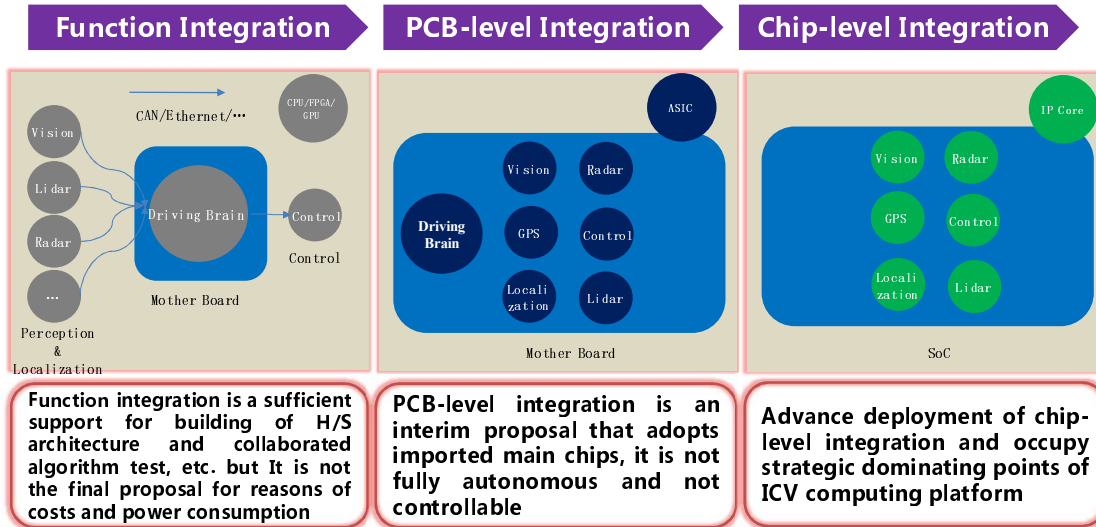 Function Integration
PCB-level Integration
Chip-level Integration
CAN/Ethernet/…
CPU/FPGA/
GPU
Vision
Lidar
Radar
...
Driving Brain
Control
Control
Mother Board
Perception
&
Localization
ASIC
Driving
Brain
Vision
Radar
GPS
Control
Locali
zation
Lidar
Mother Board
IP Core
Vision
Radar
GPS
Control
Locali
zation
Lidar
SoC
Function integration is a sufficient
support for building of H/S
architecture and collaborated
algorithm test, etc. but It is not
the final proposal for reasons of
costs and power consumption
PCB-level integration is an
interim proposal that adopts
imported main chips, it is not
fully autonomous and not
controllable
Advance deployment of chip-
level integration and occupy
strategic dominating points of
ICV computing platform